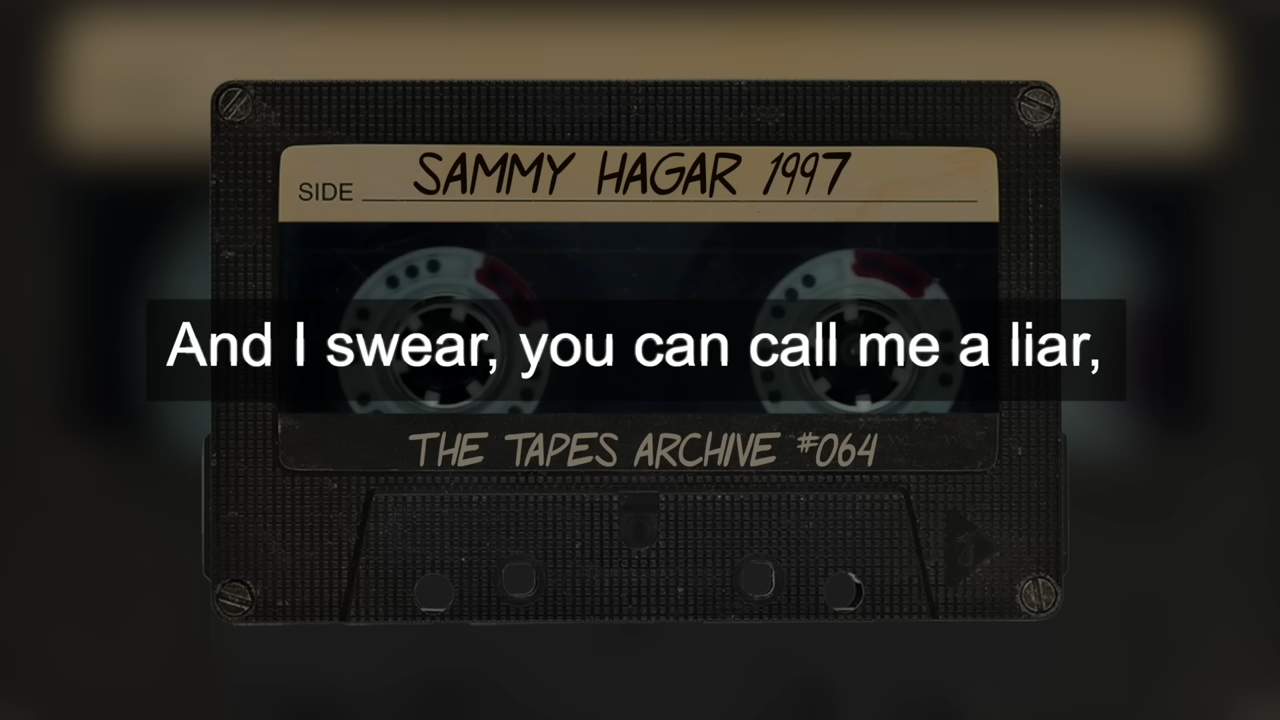 SAMMY HAGAR 1997
SIDE
And I swear, you can call me a liar,
THE TAPES ARCHIVE #064